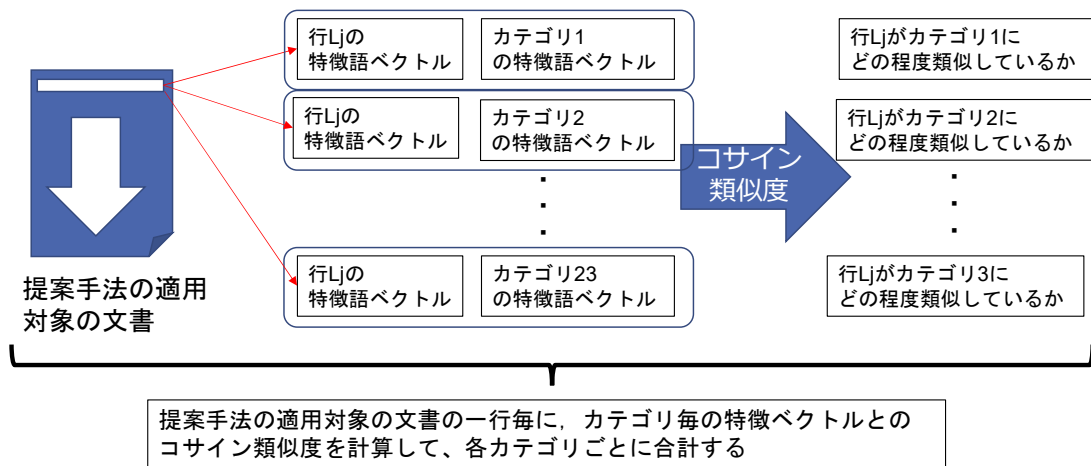 行Ljの
特徴語ベクトル
カテゴリ1
の特徴語ベクトル
行Ljがカテゴリ1に
どの程度類似しているか
行Ljの
特徴語ベクトル
カテゴリ2
の特徴語ベクトル
行Ljがカテゴリ2に
どの程度類似しているか
コサイン
類似度
・
・
・
・
・
・
行Ljの
特徴語ベクトル
カテゴリ23
の特徴語ベクトル
行Ljがカテゴリ3に
どの程度類似しているか
提案手法の適用
対象の文書
提案手法の適用対象の文書の一行毎に，カテゴリ毎の特徴ベクトルとの
コサイン類似度を計算して、各カテゴリごとに合計する